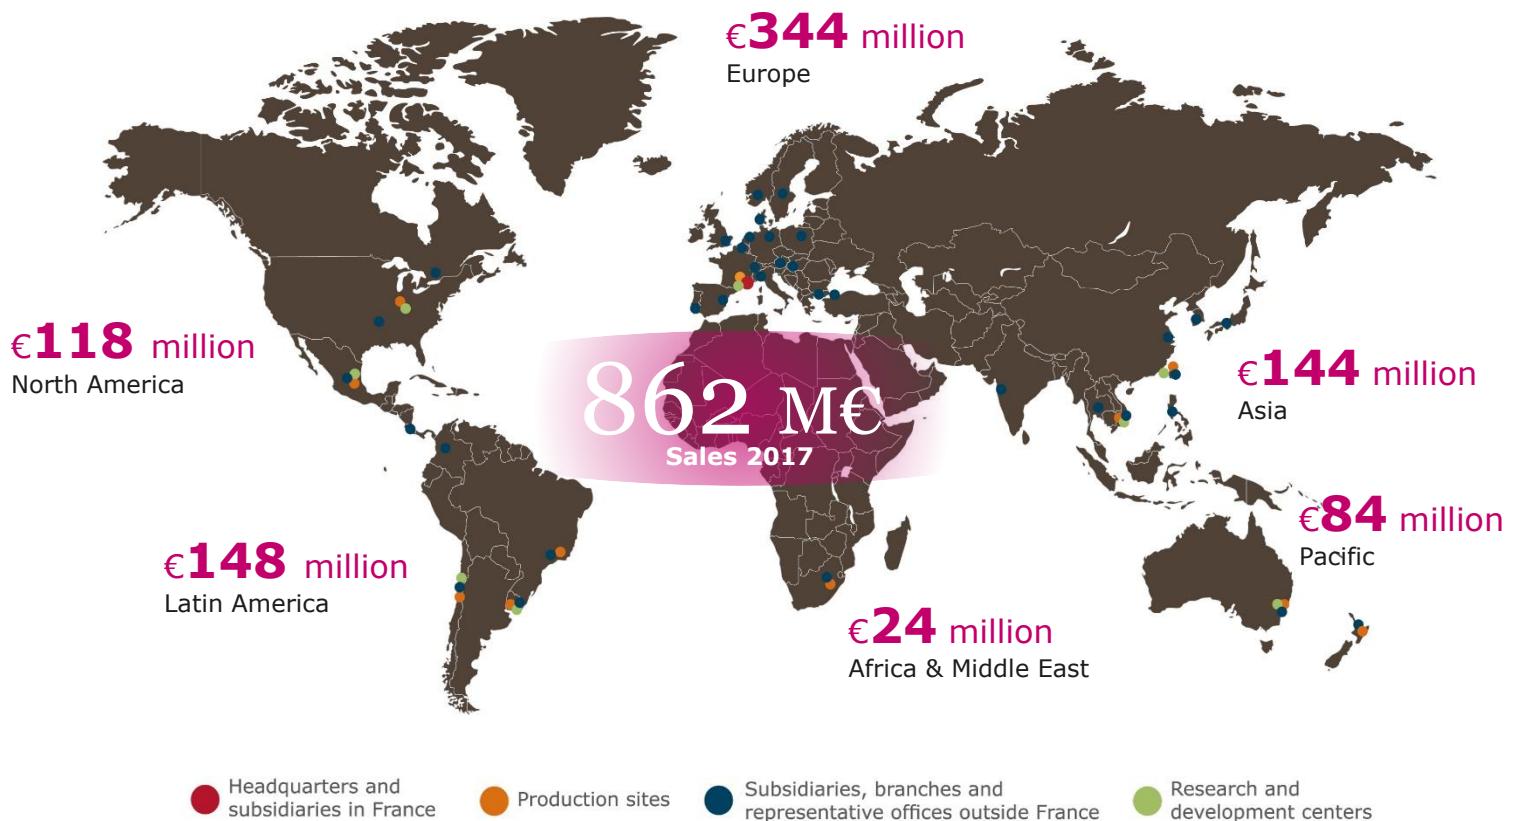 €344 million
Europe
€118 million
North America
862 M€
Sales 2017
€144 million
Asia
€84 million
Pacific
€148 million
Latin America
€24 million
Africa & Middle East
Headquarters and
subsidiaries in France
Production sites
Subsidiaries, branches and
representative offices outside France
Research and
development centers